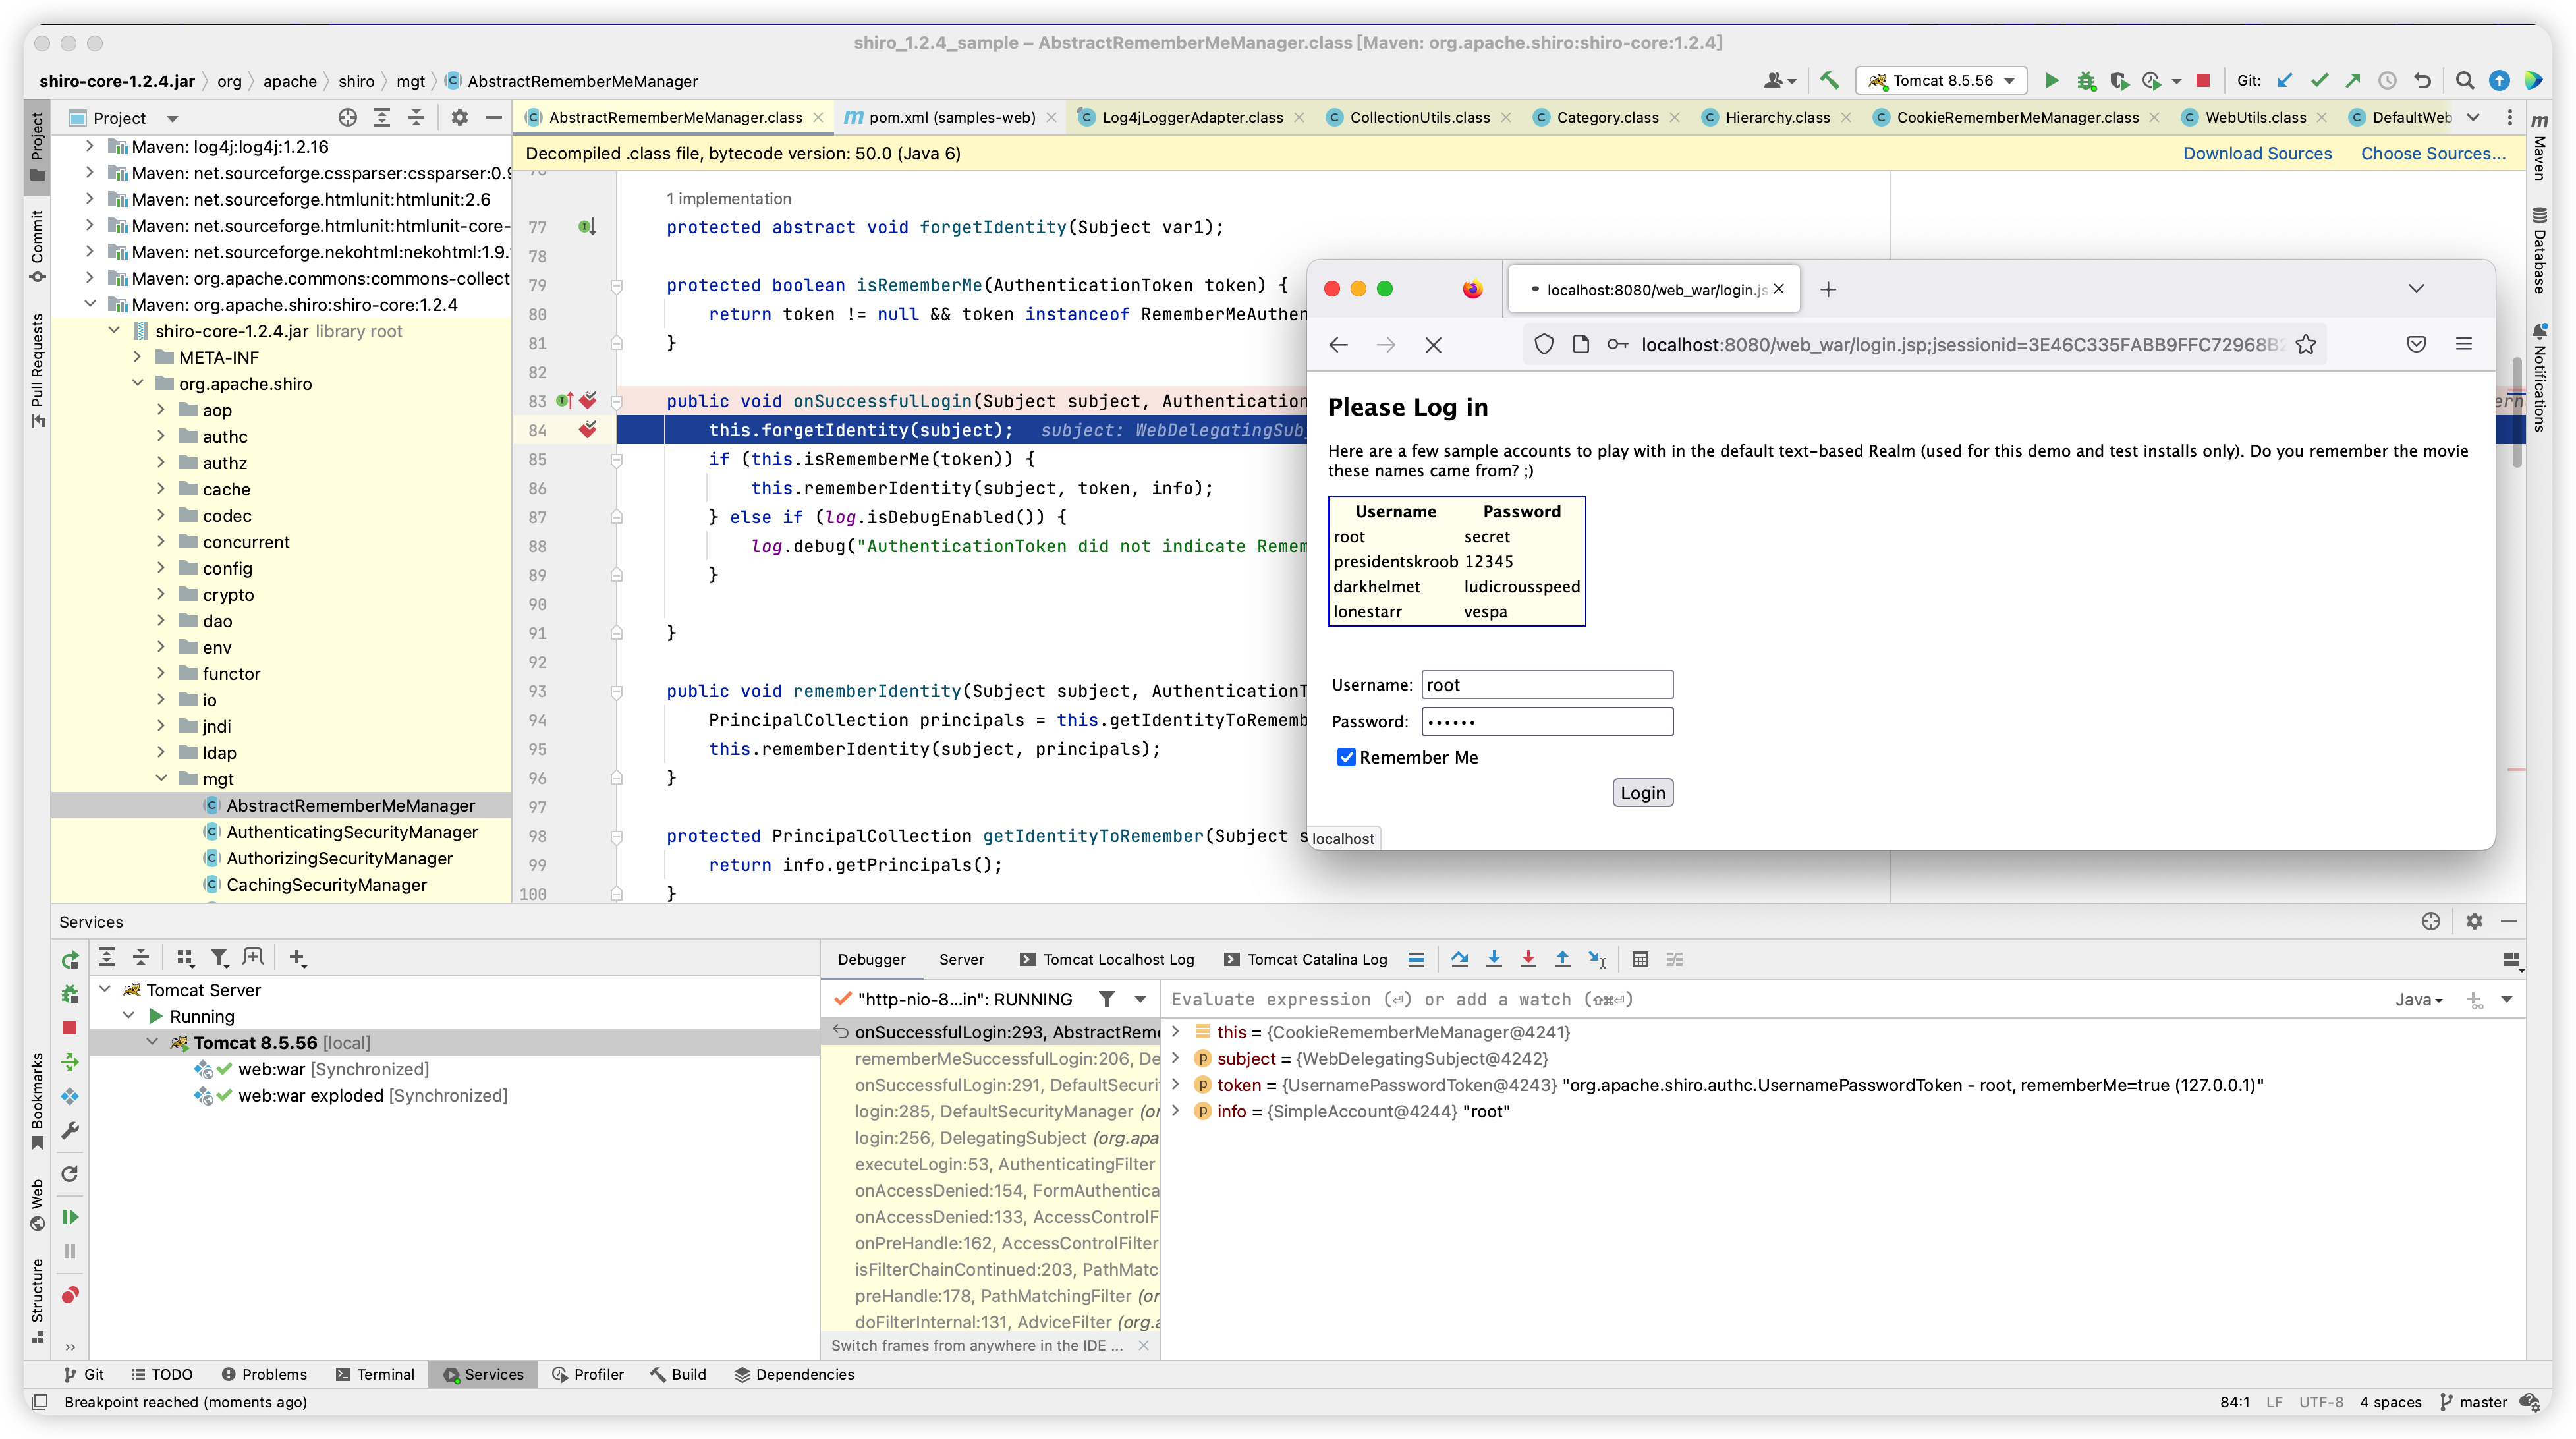 shiro_1.2.4_sample – AbstractRememberMeManager.class [Maven: org.apache.shiro:shiro-core:1.2.4]
shiro-core-1.2.4.jar org apache shiro mgt AbstractRememberMeManager
Tomcat 8.5.56
Git:
Project
AbstractRememberMeManager.class
pom.xml (samples-web)
Log4jLoggerAdapter.class
CollectionUtils.class
Category.class
Hierarchy.class
CookieRememberMeManager.class
WebUtils.class
DefaultWeb
Decompiled .class file, bytecode version: 50.0 (Java 6)
Download Sources
Choose Sources...
Project
Commit
Pull Requests
Bookmarks
Web
Structure
Maven
Database
Notifications
Maven: log4j:log4j:1.2.16
Maven: net.sourceforge.cssparser:cssparser:0.9
Maven: net.sourceforge.htmlunit:htmlunit:2.6
Maven: net.sourceforge.htmlunit:htmlunit-core-
Maven: net.sourceforge.nekohtml:nekohtml:1.9.
Maven: org.apache.commons:commons-collect
Maven: org.apache.shiro:shiro-core:1.2.4
shiro-core-1.2.4.jar library root
META-INF
org.apache.shiro
aop
authc
authz
cache
codec
concurrent
config
crypto
dao
env
functor
io
jndi
ldap
mgt
AbstractRememberMeManager
AuthenticatingSecurityManager
AuthorizingSecurityManager
CachingSecurityManager
1 implementation
77 protected abstract void forgetIdentity(Subject var1);
78
79 protected boolean isRememberMe(AuthenticationToken token) {
80 return token != null && token instanceof RememberMeAuthen
81 }
82
83 public void onSuccessfulLogin(Subject subject, Authentication
84 this.forgetIdentity(subject); subject: WebDelegatingSub
85 if (this.isRememberMe(token)) {
86 this.rememberIdentity(subject, token, info);
87 } else if (log.isDebugEnabled()) {
88 log.debug("AuthenticationToken did not indicate Remem
89 }
90
91 }
92
93 public void rememberIdentity(Subject subject, AuthenticationT
94 PrincipalCollection principals = this.getIdentityToRememb
95 this.rememberIdentity(subject, principals);
96 }
97
98 protected PrincipalCollection getIdentityToRemember(Subject s
99 return info.getPrincipals();
100 }
localhost:8080/web_war/login.js
localhost:8080/web_war/login.jsp;jsessionid=3E46C335FABB9FFC72968B2
Please Log in
Here are a few sample accounts to play with in the default text-based Realm (used for this demo and test installs only). Do you remember the movie
these names came from? ;)
Username Password
root secret
presidentskroob 12345
darkhelmet ludicrousspeed
lonestarr vespa
Username: root
Password: ••••••
Remember Me
Login
localhost
Services
Tomcat Server
Running
Tomcat 8.5.56 [local]
web:war [Synchronized]
web:war exploded [Synchronized]
Debugger
Server
Tomcat Localhost Log
Tomcat Catalina Log
"http-nio-8...in": RUNNING
Evaluate expression (⏎) or add a watch (⇧⌘⏎)
Java
onSuccessfulLogin:293, AbstractReme
rememberMeSuccessfulLogin:206, De
onSuccessfulLogin:291, DefaultSecuri
login:285, DefaultSecurityManager (or
login:256, DelegatingSubject (org.apa
executeLogin:53, AuthenticatingFilter
onAccessDenied:154, FormAuthentica
onAccessDenied:133, AccessControlF
onPreHandle:162, AccessControlFilter
isFilterChainContinued:203, PathMatc
preHandle:178, PathMatchingFilter (or
doFilterInternal:131, AdviceFilter (org.a
Switch frames from anywhere in the IDE ...
this = {CookieRememberMeManager@4241}
subject = {WebDelegatingSubject@4242}
token = {UsernamePasswordToken@4243} "org.apache.shiro.authc.UsernamePasswordToken - root, rememberMe=true (127.0.0.1)"
info = {SimpleAccount@4244} "root"
Git
TODO
Problems
Terminal
Services
Profiler
Build
Dependencies
Breakpoint reached (moments ago)
84:1 LF UTF-8 4 spaces master